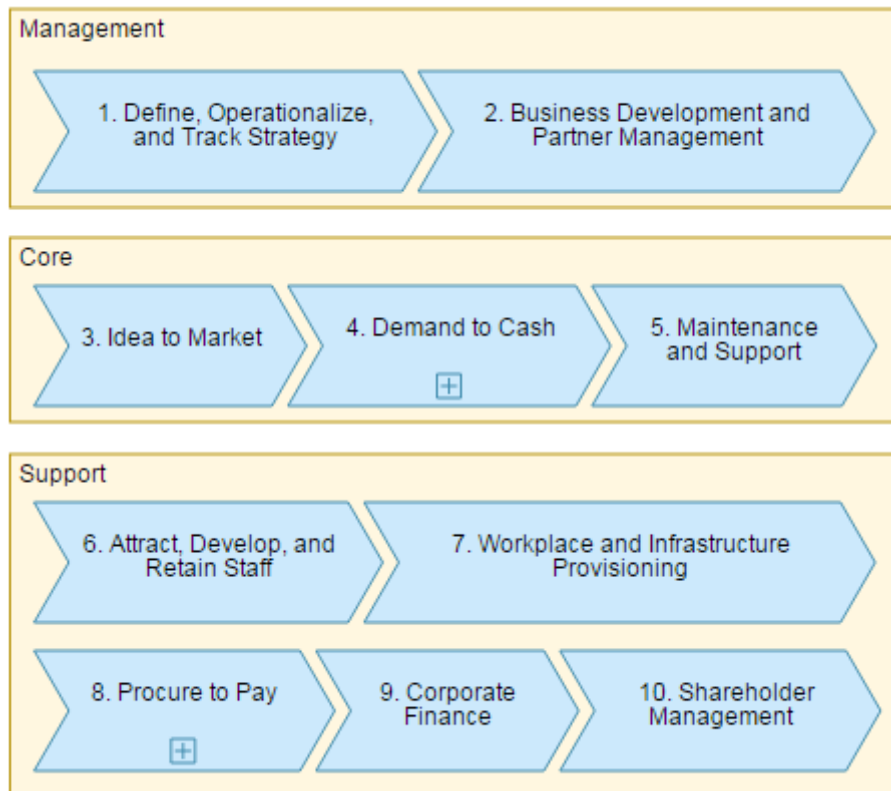 Management
1. Define, Operationalize,
and Track Strategy
2. Business Development and
Partner Management
Core
3. Idea to Market
4. Demand to Cash
5. Maintenance
and Support
Support
6. Attract, Develop, and
Retain Staff
7. Workplace and Infrastructure
Provisioning
8. Procure to Pay
9. Corporate
Finance
10. Shareholder
Management